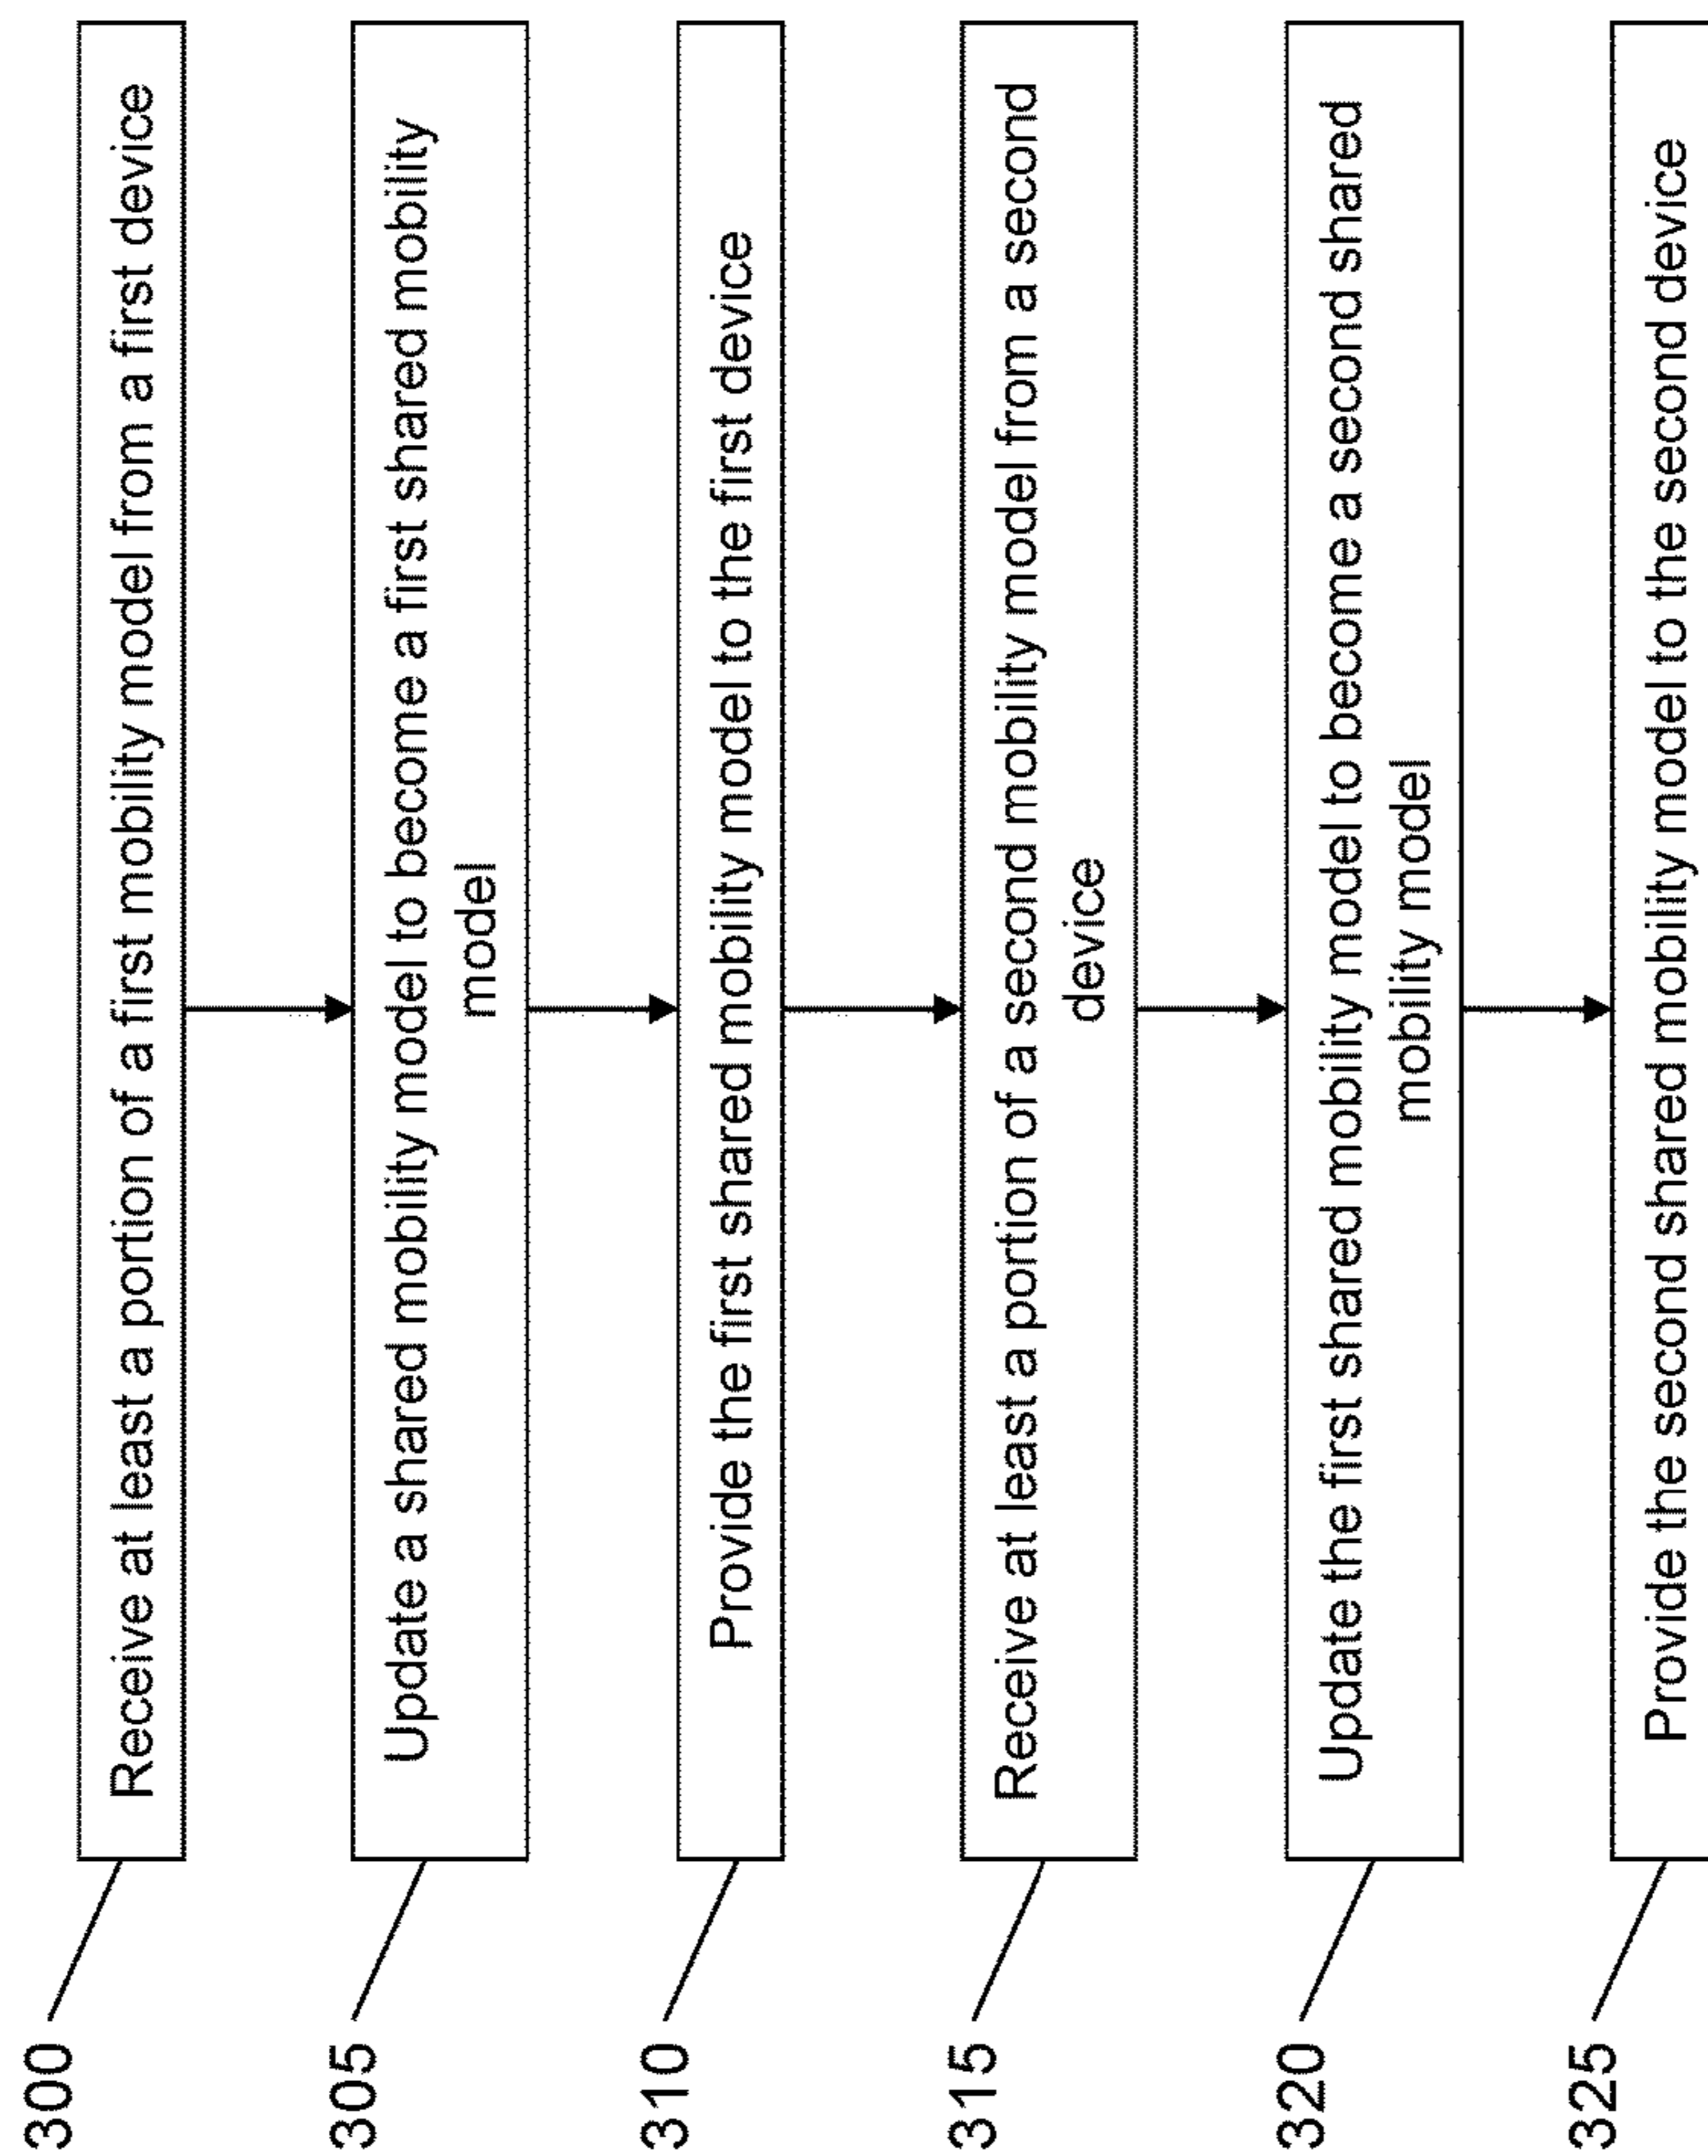 300
Receive at least a portion of a first mobility model from a first device
305
Update a shared mobility model to become a first shared mobility
model
310
Provide the first shared mobility model to the first device
315
Receive at least a portion of a second mobility model from a second
device
320
Update the first shared mobility model to become a second shared
mobility model
325
Provide the second shared mobility model to the second device